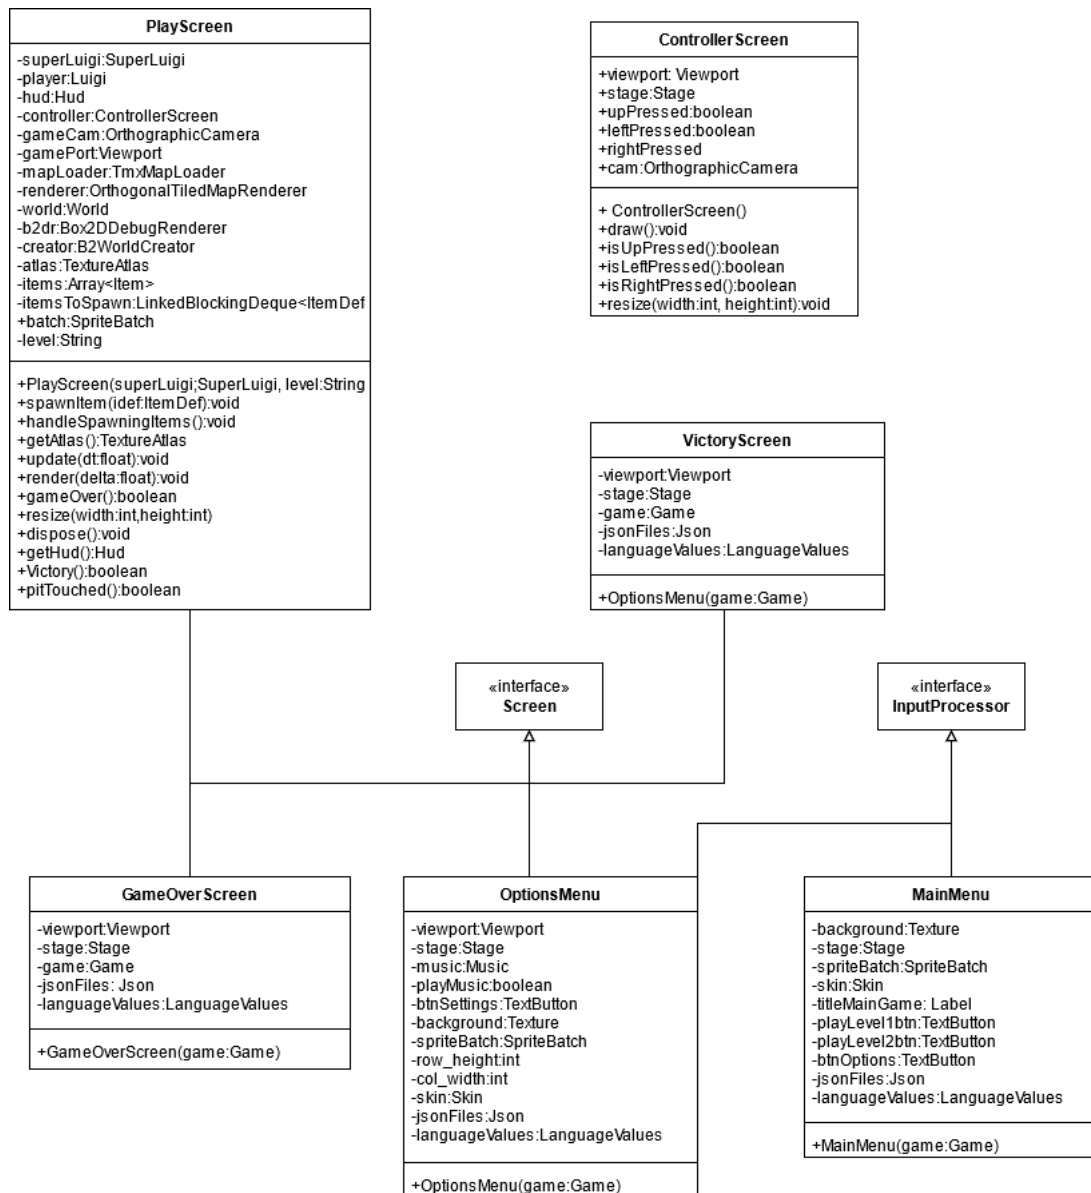 PlayScreen
-superLuigi:SuperLuigi
-player:Luigi
-hud:Hud
-controller:ControllerScreen
-gameCam:OrthographicCamera
-gamePort:Viewport
-mapLoader:TmxMapLoader
-renderer:OrthogonalTiledMapRenderer
-world:World
-b2dr:Box2DDebugRenderer
-creator:B2WorldCreator
-atlas:TextureAtlas
-items:Array<Item>
-itemsToSpawn:LinkedBlockingDeque<ItemDef
+batch:SpriteBatch
-level:String
+PlayScreen(superLuigi;SuperLuigi, level:String
+spawnItem(idef:ItemDef):void
+handleSpawningItems():void
+getAtlas():TextureAtlas
+update(dt:float):void
+render(delta:float):void
+gameOver():boolean
+resize(width:int,height:int)
+dispose():void
+getHud():Hud
+Victory():boolean
+pitTouched():boolean
ControllerScreen
+viewport: Viewport
+stage:Stage
+upPressed:boolean
+leftPressed:boolean
+rightPressed
+cam:OrthographicCamera
+ ControllerScreen()
+draw():void
+isUpPressed():boolean
+isLeftPressed():boolean
+isRightPressed():boolean
+resize(width:int, height:int):void
VictoryScreen
-viewport:Viewport
-stage:Stage
-game:Game
-jsonFiles:Json
-languageValues:LanguageValues
+OptionsMenu(game:Game)
«interface»
Screen
«interface»
InputProcessor
GameOverScreen
-viewport:Viewport
-stage:Stage
-game:Game
-jsonFiles: Json
-languageValues:LanguageValues
+GameOverScreen(game:Game)
OptionsMenu
-viewport:Viewport
-stage:Stage
-music:Music
-playMusic:boolean
-btnSettings:TextButton
-background:Texture
-spriteBatch:SpriteBatch
-row_height:int
-col_width:int
-skin:Skin
-jsonFiles:Json
-languageValues:LanguageValues
+OptionsMenu(game:Game)
MainMenu
-background:Texture
-stage:Stage
-spriteBatch:SpriteBatch
-skin:Skin
-titleMainGame: Label
-playLevel1btn:TextButton
-playLevel2btn:TextButton
-btnOptions:TextButton
-jsonFiles:Json
-languageValues:LanguageValues
+MainMenu(game:Game)